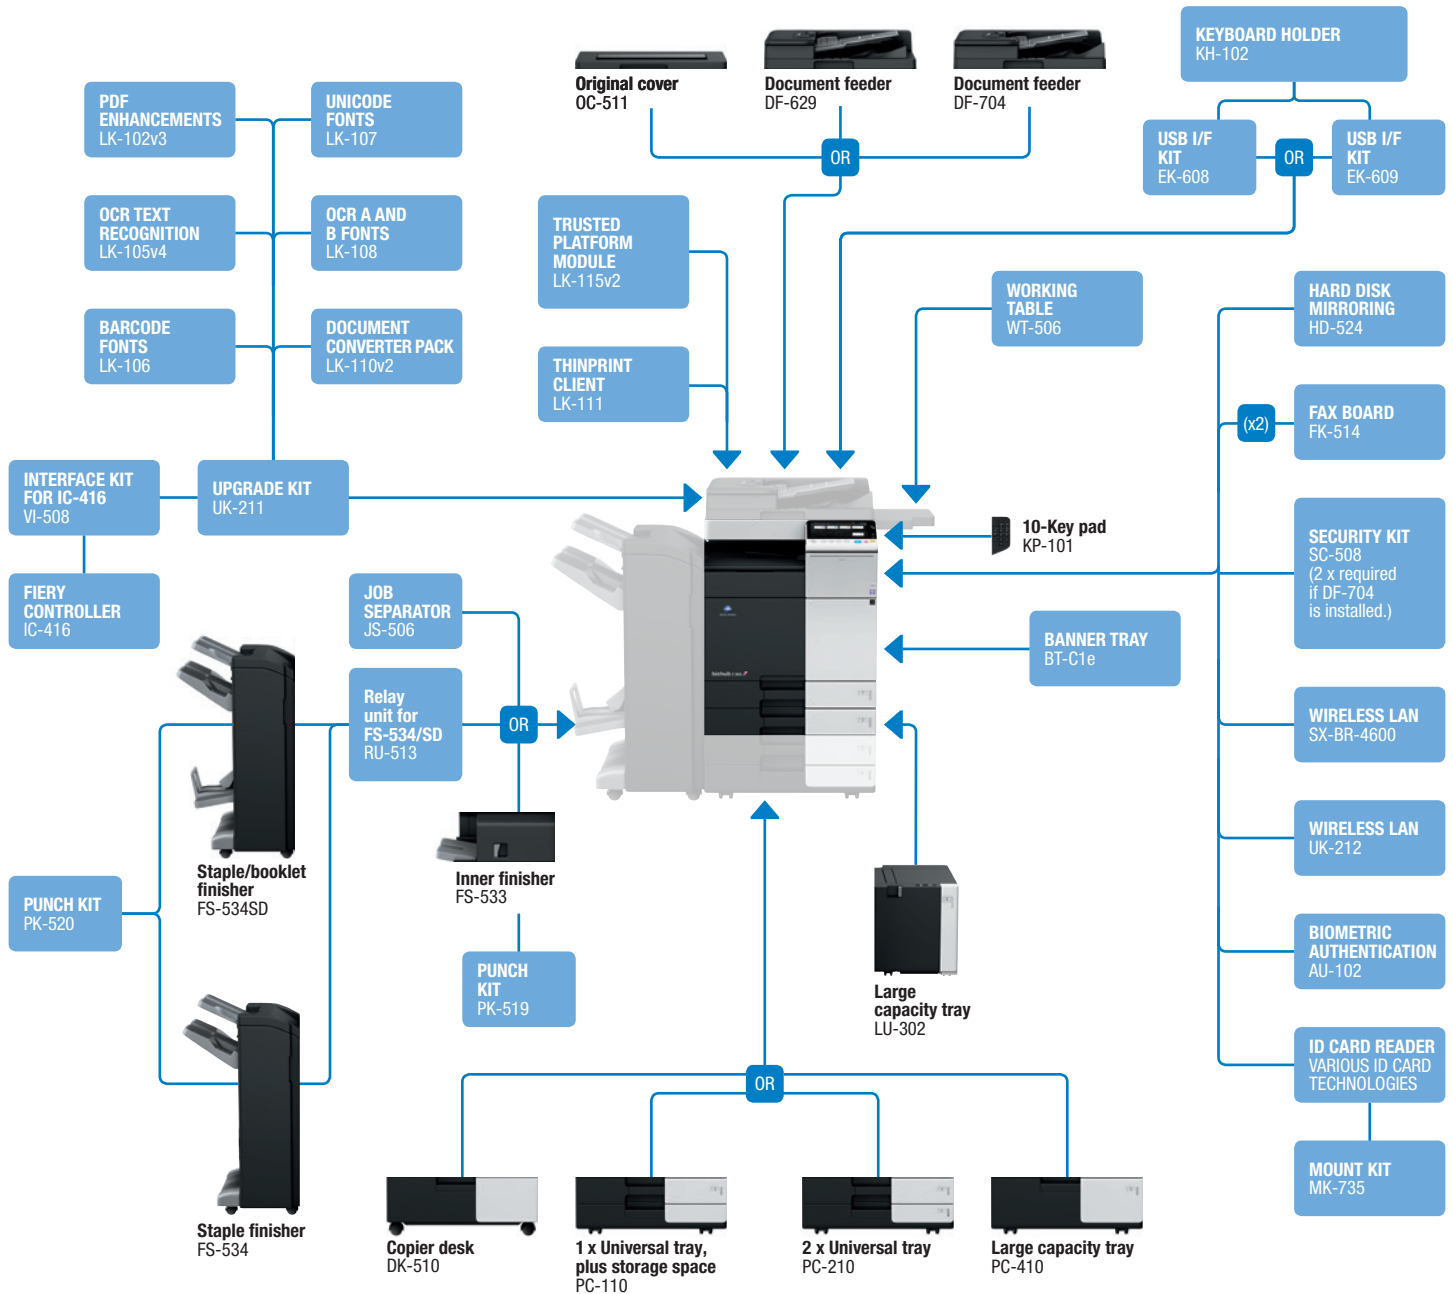 KEYBOARD HOLDER
KH-102
Original cover
OC-511
Document feeder
DF-629
Document feeder
DF-704
PDF
ENHANCEMENTS
LK-102v3
UNICODE
FONTS
LK-107
OR
USB I/F
KIT
EK-608
OR
USB I/F
KIT
EK-609
OCR TEXT
RECOGNITION
LK-105v4
OCR A AND
B FONTS
LK-108
TRUSTED
PLATFORM
MODULE
LK-115v2
WORKING
TABLE
WT-506
HARD DISK
MIRRORING
HD-524
BARCODE
FONTS
LK-106
DOCUMENT
CONVERTER PACK
LK-110v2
THINPRINT
CLIENT
LK-111
(x2)
FAX BOARD
FK-514
INTERFACE KIT
FOR IC-416
VI-508
UPGRADE KIT
UK-211
10-Key pad
KP-101
SECURITY KIT
SC-508
(2 x required
if DF-704
is installed.)
FIERY
CONTROLLER
IC-416
JOB
SEPARATOR
JS-506
BANNER TRAY
BT-C1e
Relay
unit for
FS-534/SD
RU-513
OR
WIRELESS LAN
SX-BR-4600
WIRELESS LAN
UK-212
Staple/booklet
finisher
FS-534SD
Inner finisher
FS-533
PUNCH KIT
PK-520
PUNCH
KIT
PK-519
Large
capacity tray
LU-302
BIOMETRIC
AUTHENTICATION
AU-102
ID CARD READER
VARIOUS ID CARD
TECHNOLOGIES
OR
MOUNT KIT
MK-735
Staple finisher
FS-534
Copier desk
DK-510
1 x Universal tray,
plus storage space
PC-110
2 x Universal tray
PC-210
Large capacity tray
PC-410